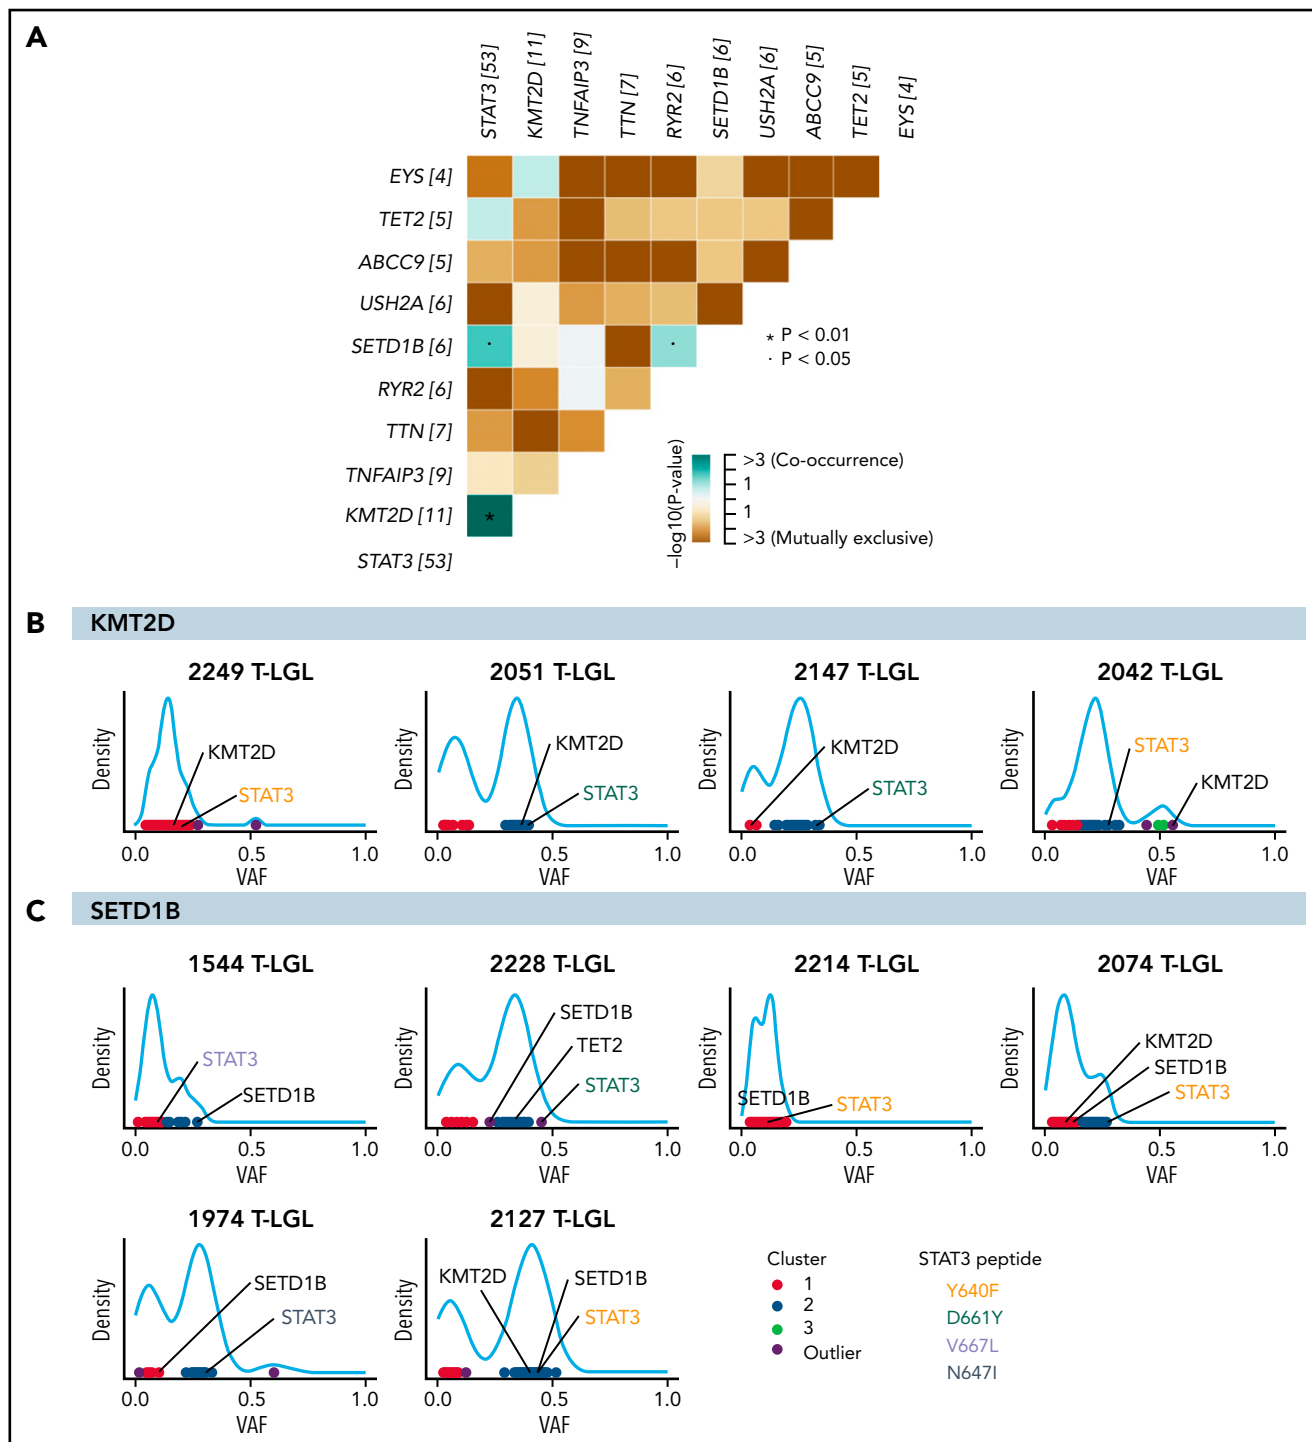 A
STAT3 [53]
KMT2D [11]
TNFAIP3 [9]
TTN [7]
RYR2 [6]
SETD1B [6]
USH2A [6]
ABCC9 [5]
TET2 [5]
EYS [4]
EYS [4]
TET2 [5]
ABCC9 [5]
USH2A [6]
SETD1B [6]
RYR2 [6]
TTN [7]
TNFAIP3 [9]
KMT2D [11]
STAT3 [53]
* P < 0.01
· P < 0.05
−log10(P-value)
>3 (Co-occurrence)
1
1
>3 (Mutually exclusive)
B KMT2D
2249 T-LGL
Density
KMT2D
STAT3
0.0 0.5 1.0
VAF
2051 T-LGL
Density
KMT2D
STAT3
0.0 0.5 1.0
VAF
2147 T-LGL
Density
KMT2D
STAT3
0.0 0.5 1.0
VAF
2042 T-LGL
Density
STAT3
KMT2D
0.0 0.5 1.0
VAF
C SETD1B
1544 T-LGL
Density
STAT3
SETD1B
0.0 0.5 1.0
VAF
2228 T-LGL
Density
SETD1B
TET2
STAT3
0.0 0.5 1.0
VAF
2214 T-LGL
Density
SETD1B
STAT3
0.0 0.5 1.0
VAF
2074 T-LGL
Density
KMT2D
SETD1B
STAT3
0.0 0.5 1.0
VAF
1974 T-LGL
Density
SETD1B
STAT3
0.0 0.5 1.0
VAF
2127 T-LGL
Density
KMT2D
SETD1B
STAT3
0.0 0.5 1.0
VAF
Cluster
1
2
3
Outlier
STAT3 peptide
Y640F
D661Y
V667L
N647I